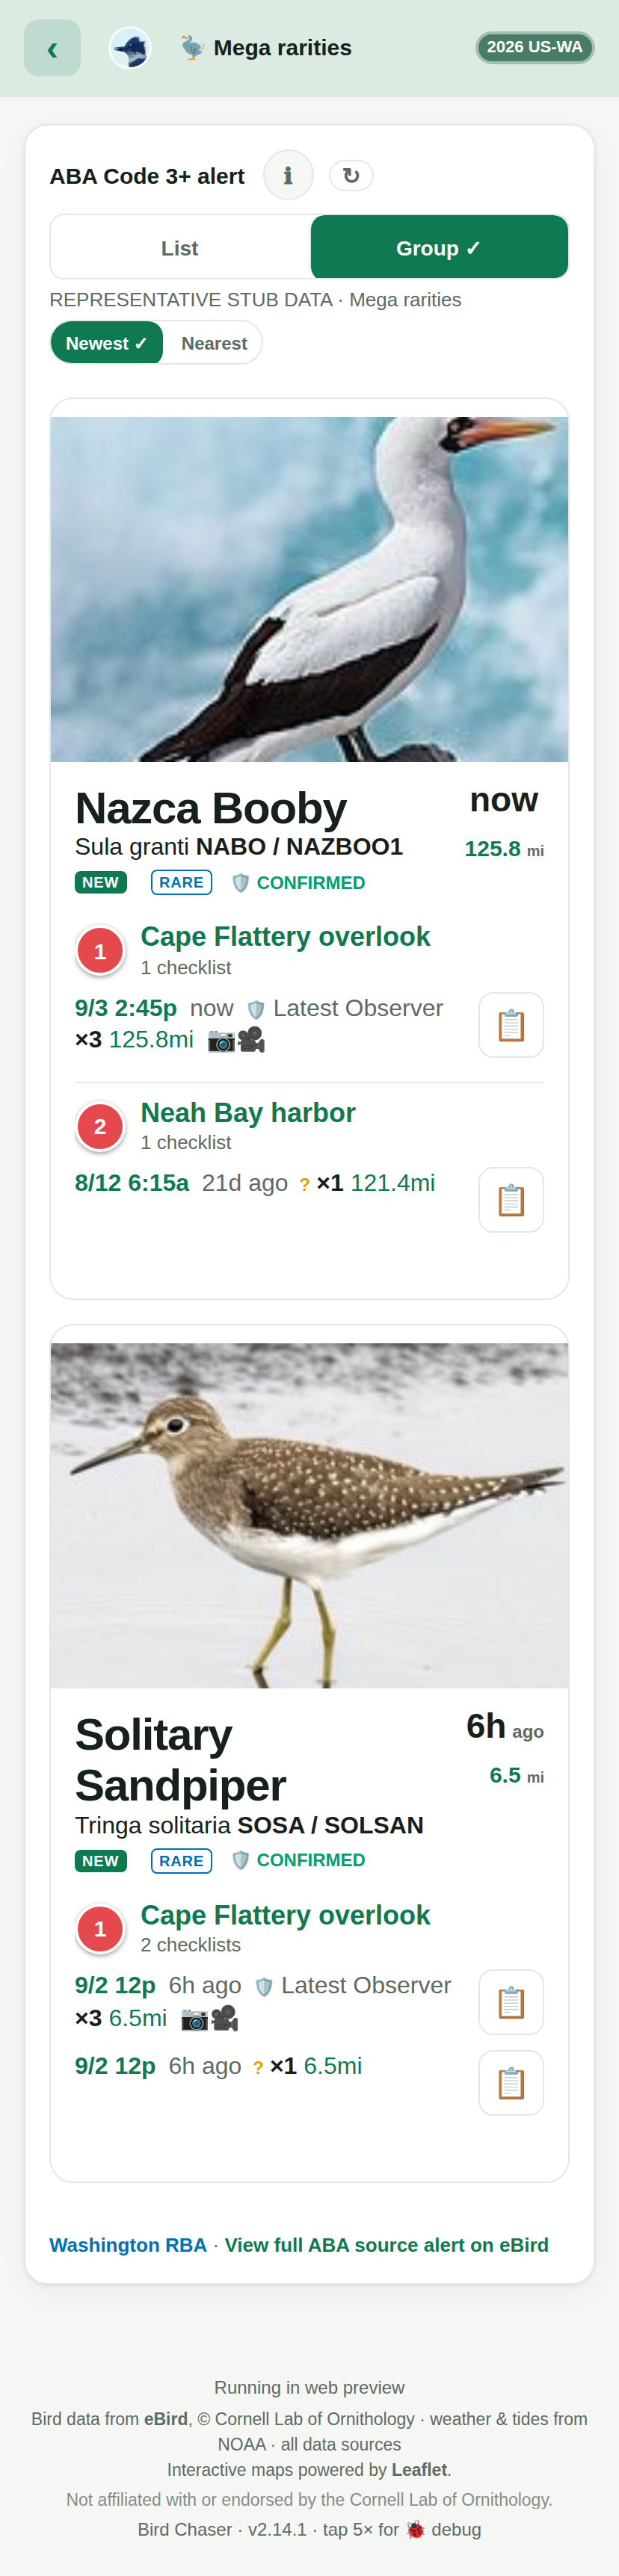 ‹ Mega rarities 2026 US-WA
ABA Code 3+ alert ℹ ↻
List Group ✓
REPRESENTATIVE STUB DATA · Mega rarities
Newest ✓ Nearest
Nazca Booby now
Sula granti NABO / NAZBOO1 125.8 mi
NEW RARE CONFIRMED
1 Cape Flattery overlook
1 checklist
9/3 2:45p now Latest Observer
×3 125.8mi
2 Neah Bay harbor
1 checklist
8/12 6:15a 21d ago ? ×1 121.4mi
Solitary 6h ago
Sandpiper 6.5 mi
Tringa solitaria SOSA / SOLSAN
NEW RARE CONFIRMED
1 Cape Flattery overlook
2 checklists
9/2 12p 6h ago Latest Observer
×3 6.5mi
9/2 12p 6h ago ? ×1 6.5mi
Washington RBA · View full ABA source alert on eBird
Running in web preview
Bird data from eBird, © Cornell Lab of Ornithology · weather & tides from
NOAA · all data sources
Interactive maps powered by Leaflet.
Not affiliated with or endorsed by the Cornell Lab of Ornithology.
Bird Chaser · v2.14.1 · tap 5× for 🐞 debug